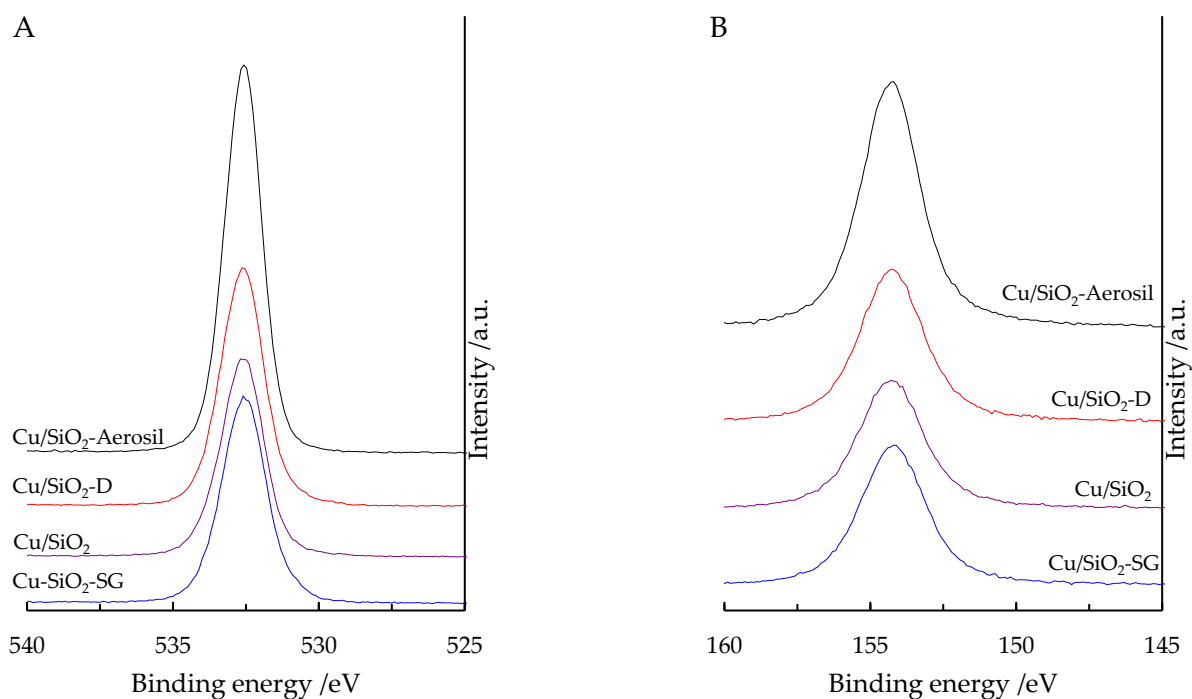 A
Cu/SiO₂-Aerosil
Cu/SiO₂-D
Cu/SiO₂
Cu-SiO₂-SG
Intensity /a.u.
540 535 530 525
Binding energy /eV
B
Cu/SiO₂-Aerosil
Cu/SiO₂-D
Cu/SiO₂
Cu/SiO₂-SG
Intensity /a.u.
160 155 150 145
Binding energy /eV